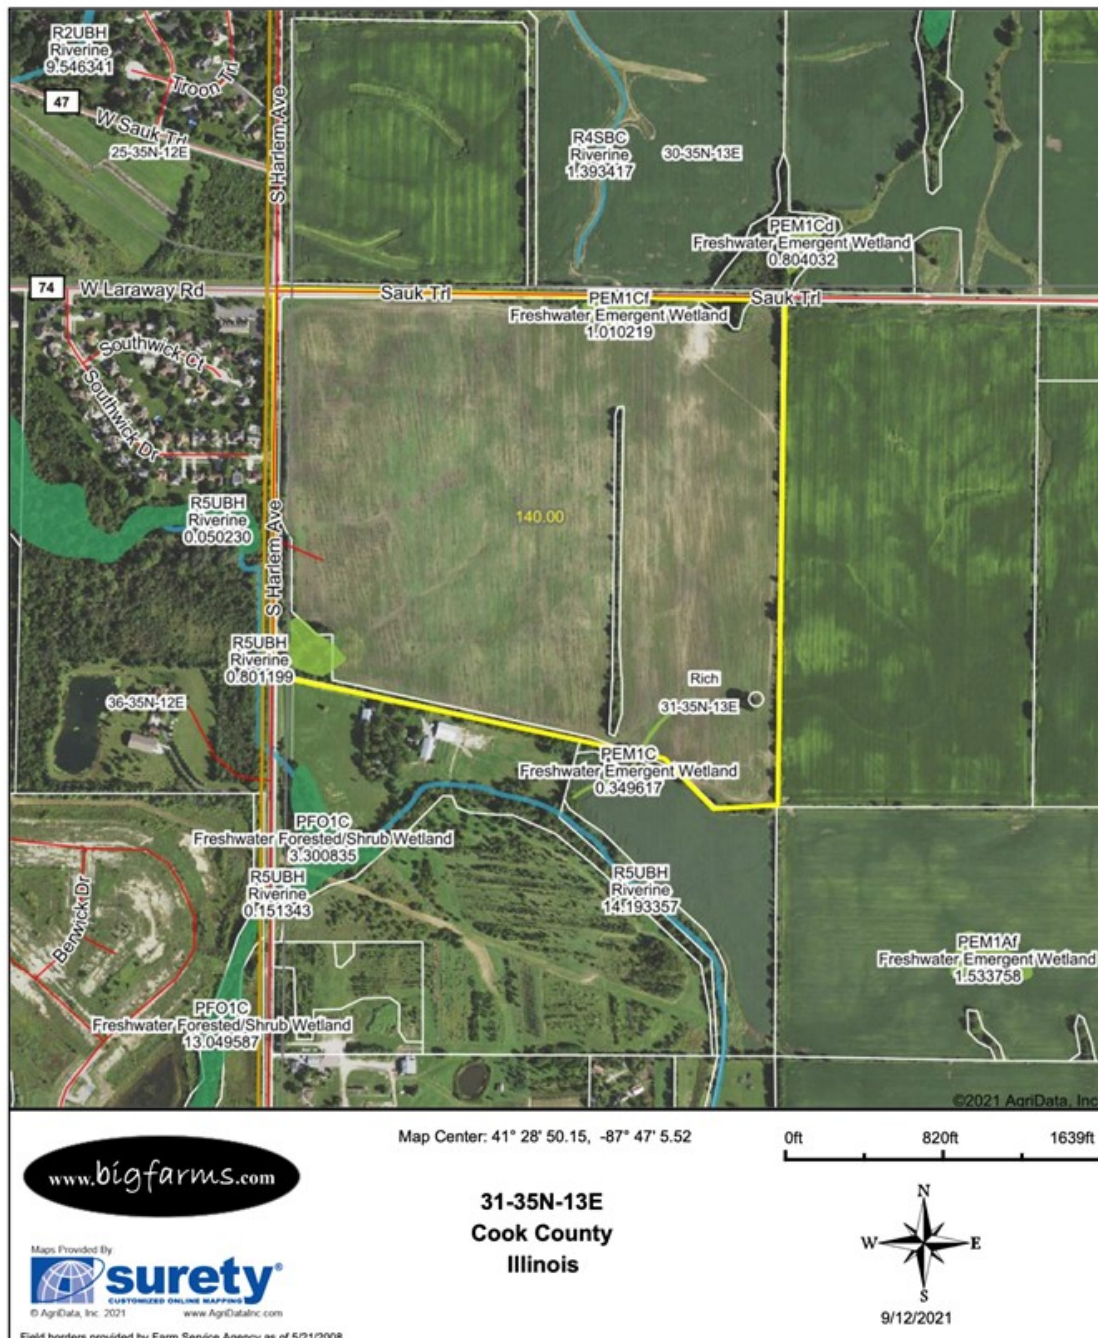 R2UBH
Riverine
9.546341
Troon Trl
47
W Sauk Trl
25-35N-12E
S Harlem Ave
R4SBC
Riverine
1.393417
30-35N-13E
PEM1Cd
Freshwater Emergent Wetland
0.804032
74
W Laraway Rd
Sauk Trl
Sauk Trl
PEM1Cf
Freshwater Emergent Wetland
1.010219
Southwick Ct
Southwick Dr
140.00
R5UBH
Riverine
0.050230
S Harlem Ave
R5UBH
Riverine
0.801199
36-35N-12E
Rich
31-35N-13E
PEM1C
Freshwater Emergent Wetland
0.349617
PFO1C
Freshwater Forested/Shrub Wetland
3.300835
R5UBH
Riverine
0.151343
R5UBH
Riverine
14.193357
Berwick Dr
PEM1Af
Freshwater Emergent Wetland
1.533758
PFO1C
Freshwater Forested/Shrub Wetland
13.049587
©2021 AgriData, Inc
Map Center: 41° 28' 50.15, -87° 47' 5.52
0ft 820ft 1639ft
www.bigfarms.com
31-35N-13E
Cook County
Illinois
N
W E
S
9/12/2021
Maps Provided By:
surety®
CUSTOMIZED ONLINE MAPPING
© AgriData, Inc. 2021 www.AgriDataInc.com
Field borders provided by Farm Service Agency as of 5/21/2008.